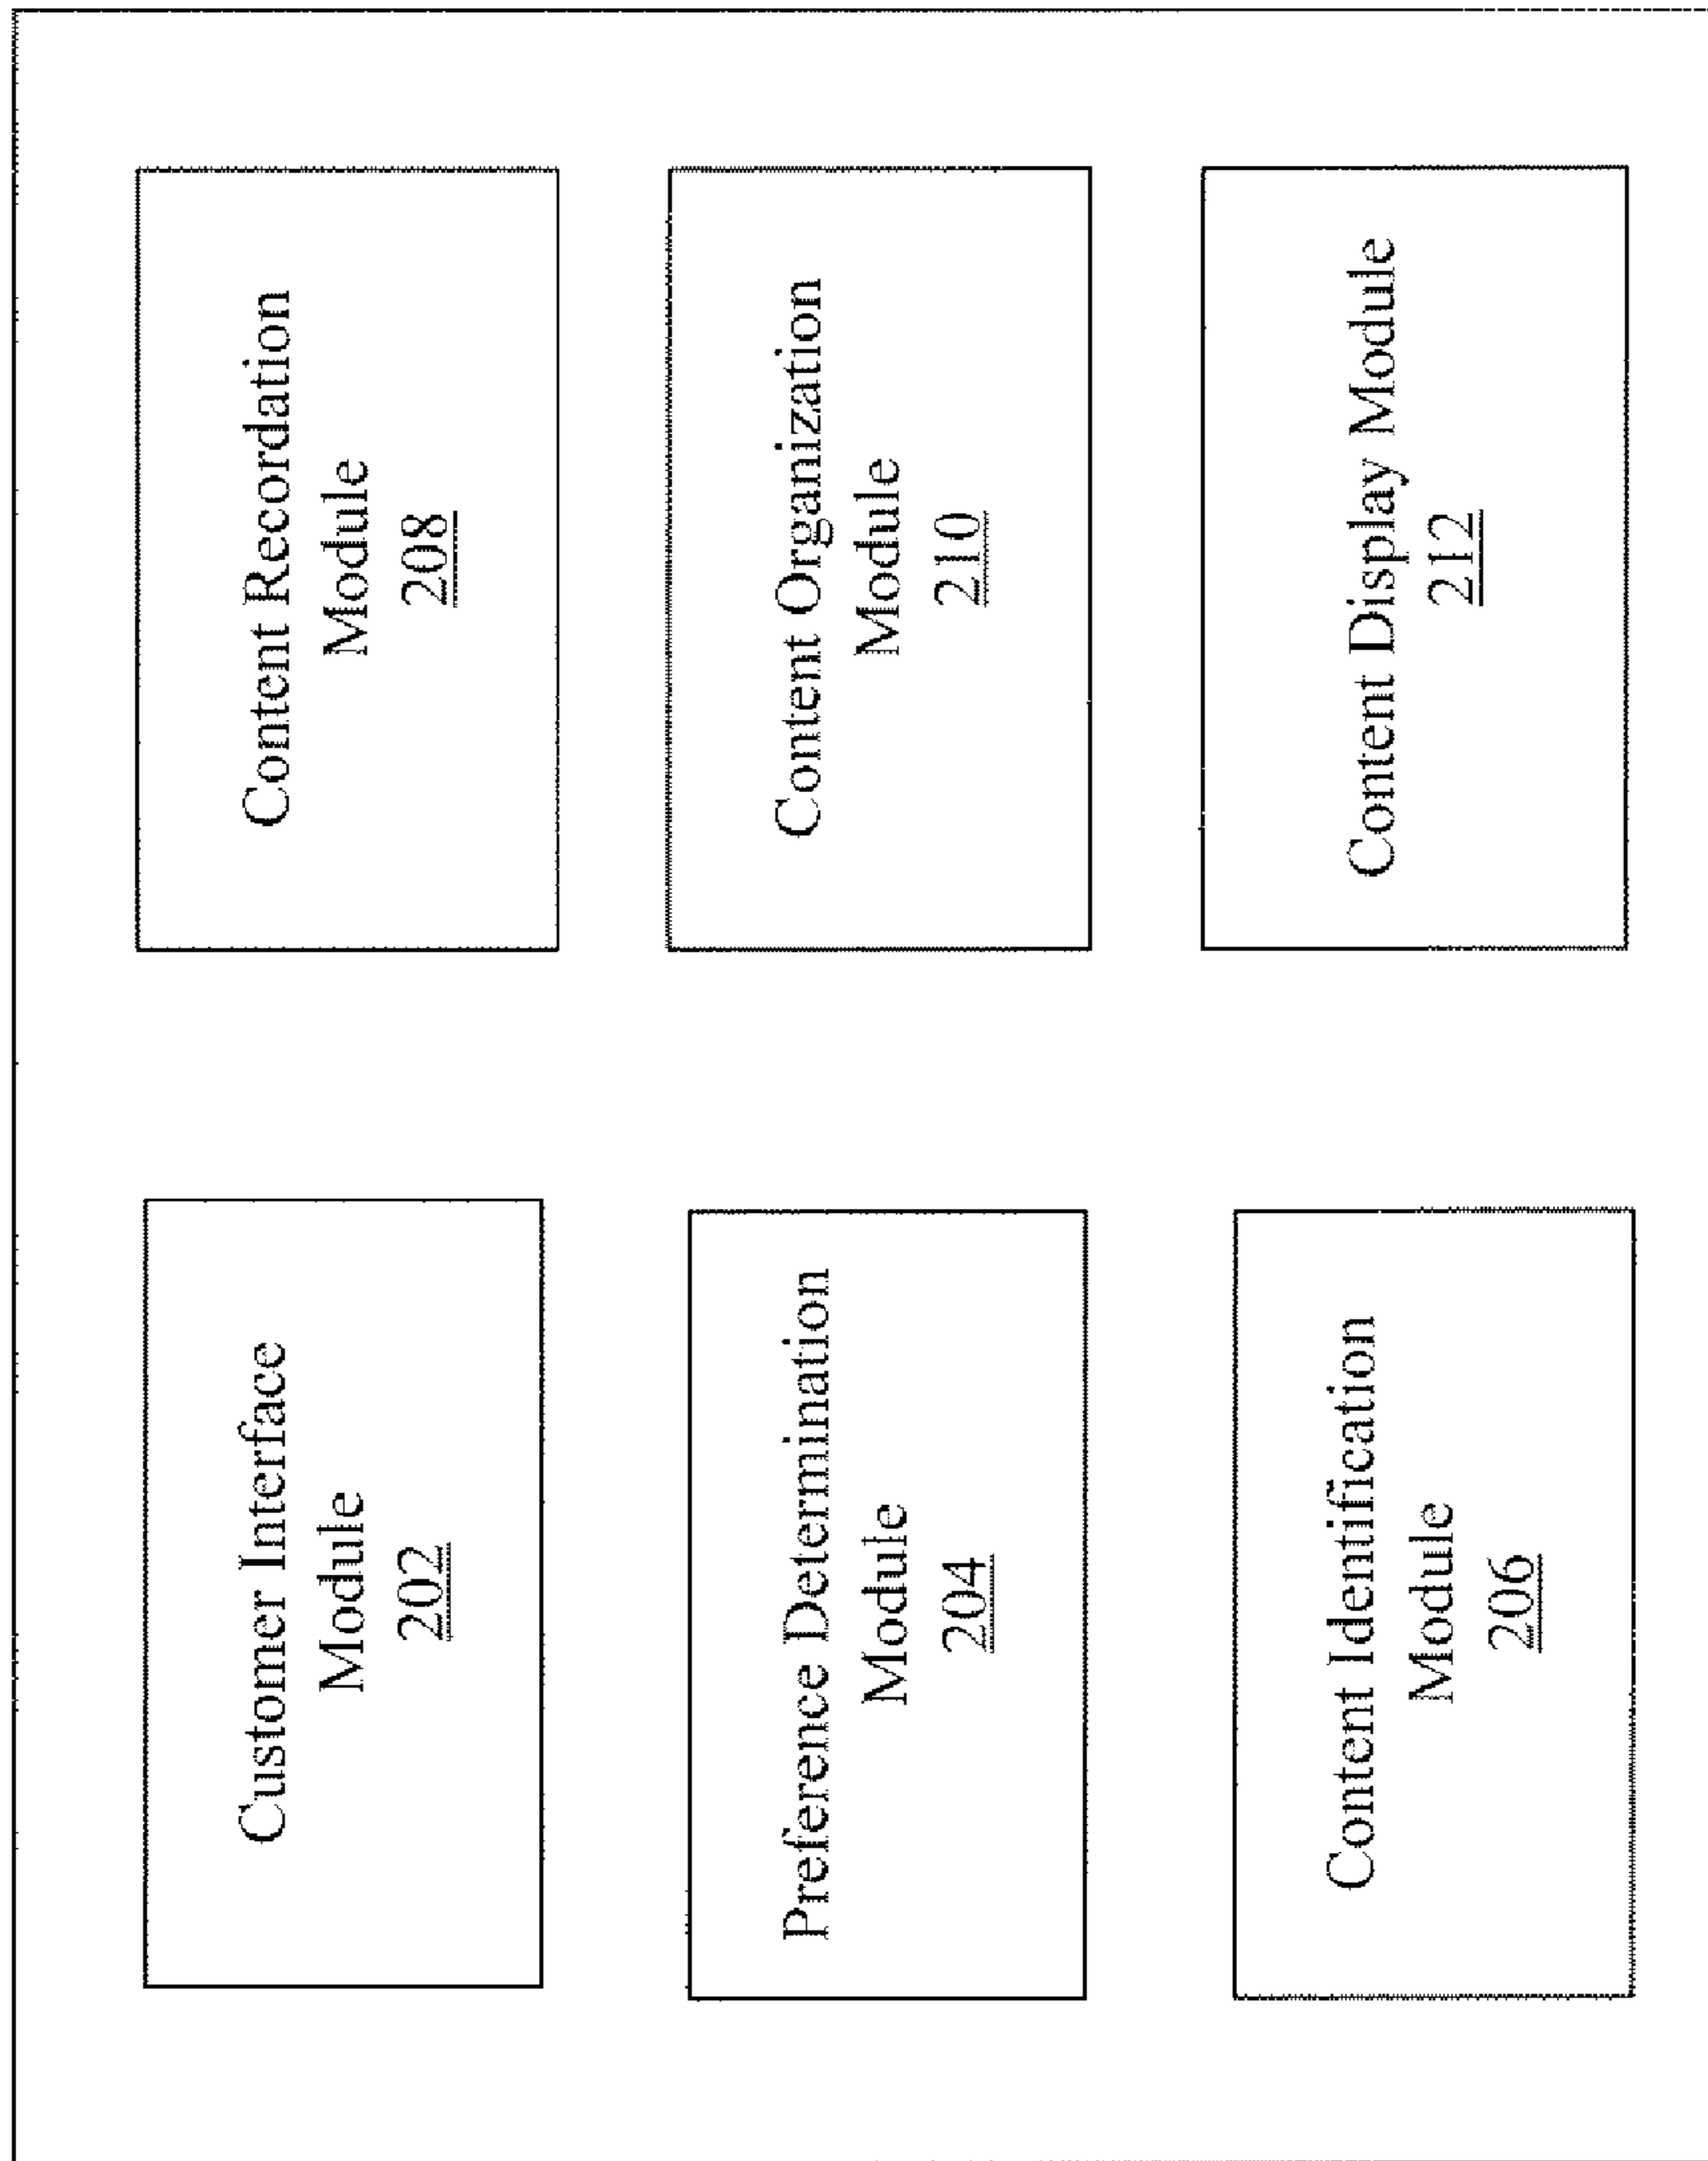 Customer Interface
Module
202
Preference Determination
Module
204
Content Identification
Module
206
Content Recordation
Module
208
Content Organization
Module
210
Content Display Module
212